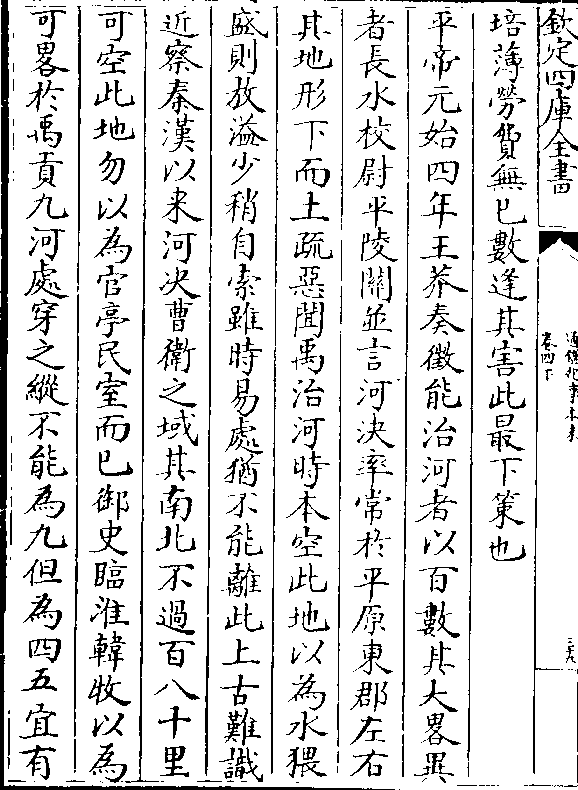 欽定四庫全書
通鑑紀事本末
卷四下
三九
培薄勞費無已數逢其害此最下策也
平帝元始四年王莽奏徵能治河者以百數其大畧異
者長水校尉平陵關並言河決率常於平原東郡左右
其地形下而土疏惡聞禹治河時本空此地以為水猥
盛則放溢少稍自索雖時易處猶不能離此上古難識
近察秦漢以来河决曹衛之域其南北不過百八十里
可空此地勿以為官亭民室而已御史臨淮韓牧以為
可畧於禹貢九河處穿之縱不能為九但為四五宜有